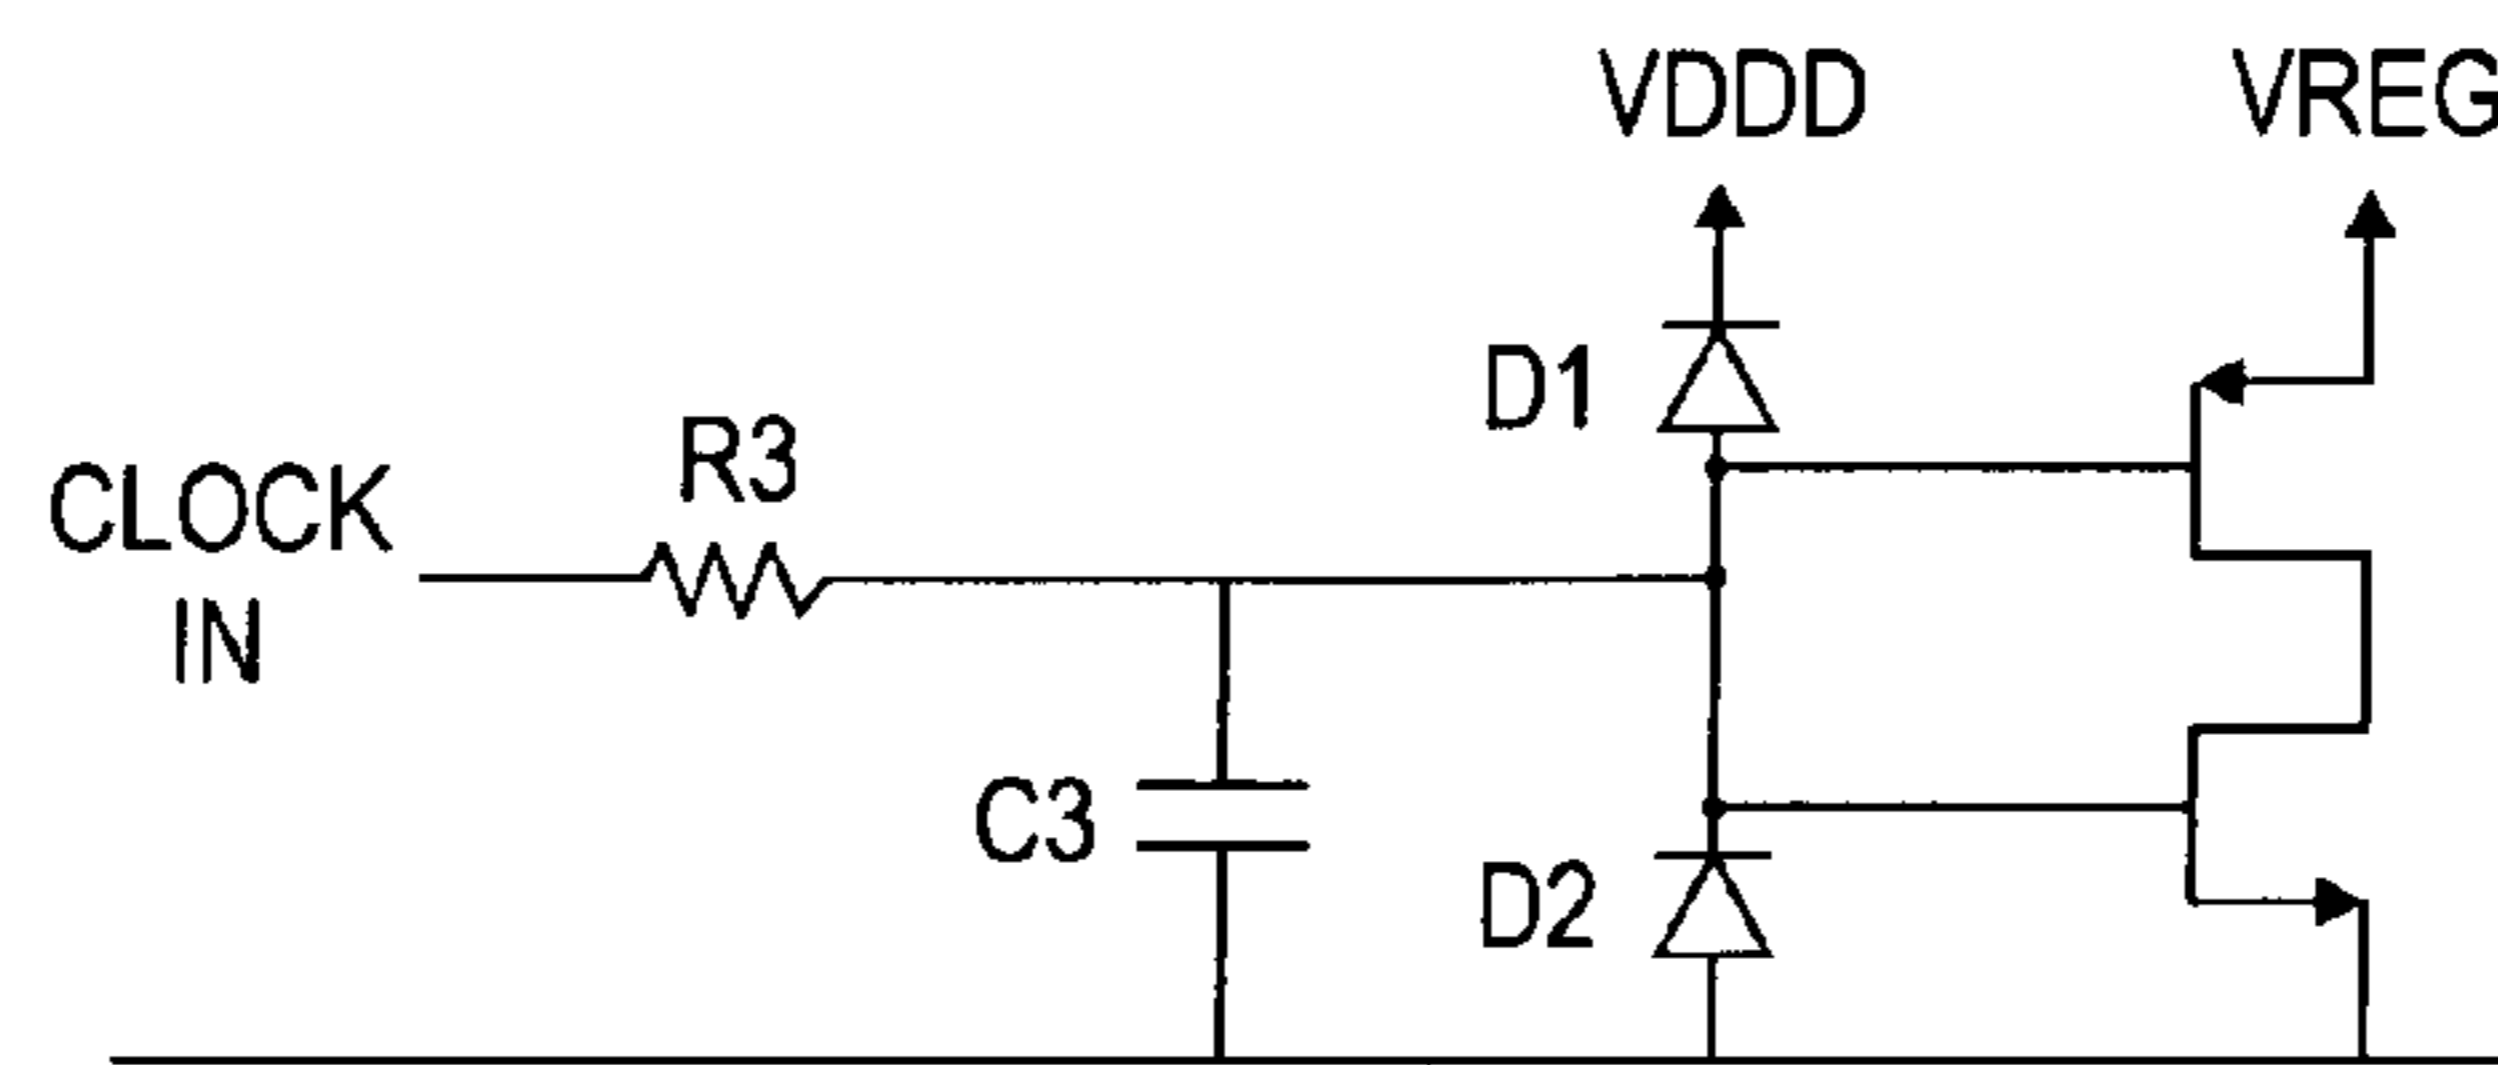 VDDD
VREG
D1
R3
CLOCK
IN
C3
D2